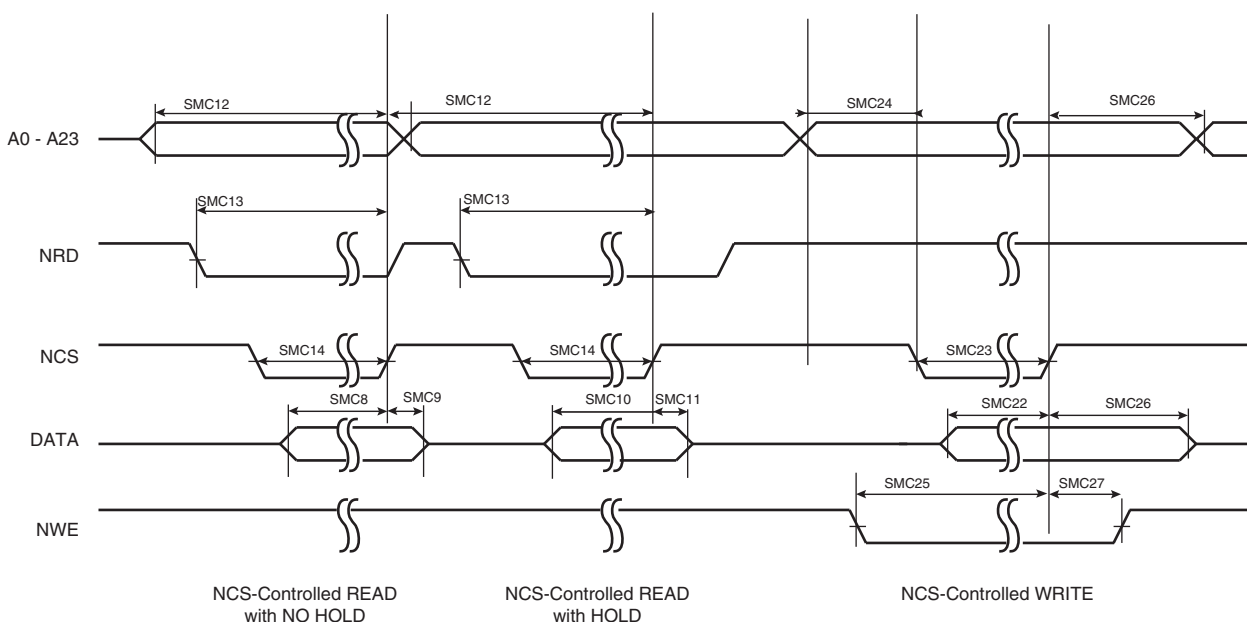 SMC12
SMC12
SMC24
SMC26
A0 - A23
SMC13
SMC13
NRD
NCS
SMC14
SMC14
SMC23
SMC8
SMC9
SMC10
SMC11
SMC22
SMC26
DATA
SMC25
SMC27
NWE
NCS-Controlled READ
with NO HOLD
NCS-Controlled READ
with HOLD
NCS-Controlled WRITE